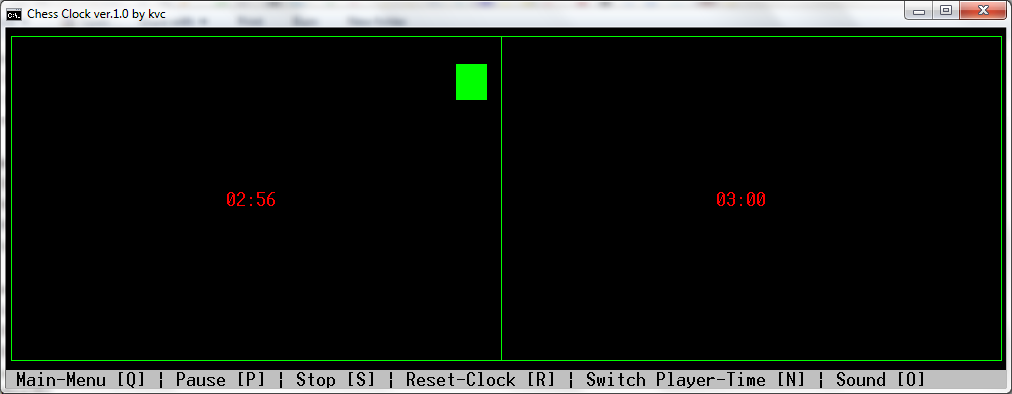 Chess Clock ver.1.0 by kvc
02:56 03:00
Main-Menu [Q] ¦ Pause [P] ¦ Stop [S] ¦ Reset-Clock [R] ¦ Switch Player-Time [N] ¦ Sound [O]